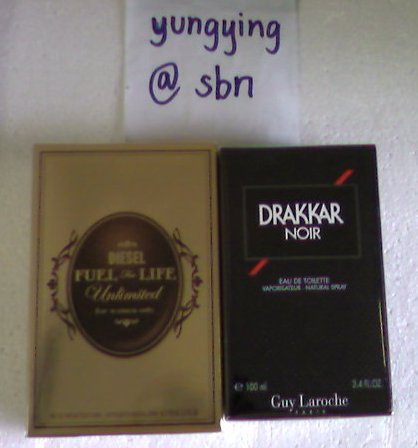 yungying
@ sbn
DIESEL
FUEL For LIFE
Unlimited
DRAKKAR
NOIR
EAU DE TOILETTE
VAPORISATEUR - NATURAL SPRAY
℮ 100 ml
3.4 FL.OZ.
Guy Laroche
PARIS